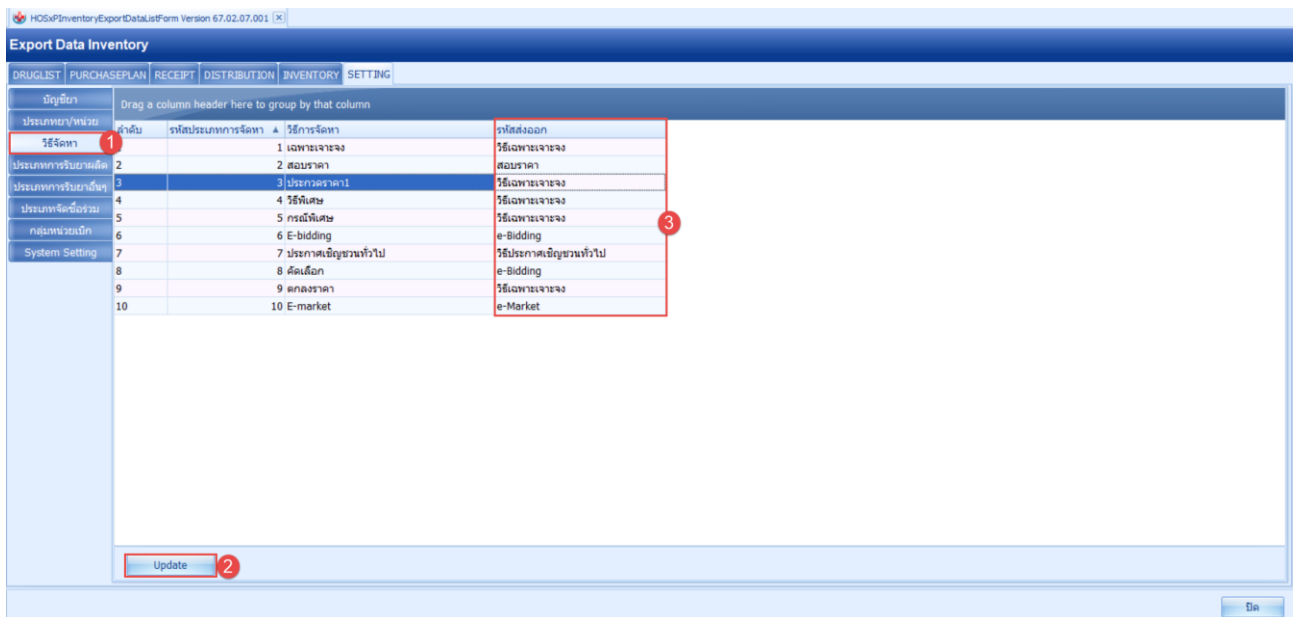 HOSxPInventoryExportDataListForm Version 67.02.07.001
Export Data Inventory
DRUGLIST PURCHASEPLAN RECEIPT DISTRIBUTION INVENTORY SETTING
บัญชียา
ประเภทยา/หน่วย
วิธีจัดหา
ประเภทการรับยาผลิต
ประเภทการรับยาอื่นๆ
ประเภทจัดซื้อร่วม
กลุ่มหน่วยเบิก
System Setting
1
Drag a column header here to group by that column
ลำดับ รหัสประเภทการจัดหา วิธีการจัดหา รหัสส่งออก
1 เฉพาะเจาะจง วิธีเฉพาะเจาะจง
2 2 สอบราคา สอบราคา
3 3 ประกวดราคา1 วิธีเฉพาะเจาะจง
4 4 วิธีพิเศษ วิธีเฉพาะเจาะจง
5 5 กรณีพิเศษ วิธีเฉพาะเจาะจง
6 6 E-bidding e-Bidding
7 7 ประกาศเชิญชวนทั่วไป วิธีประกาศเชิญชวนทั่วไป
8 8 คัดเลือก e-Bidding
9 9 ตกลงราคา วิธีเฉพาะเจาะจง
10 10 E-market e-Market
3
Update 2
ปิด